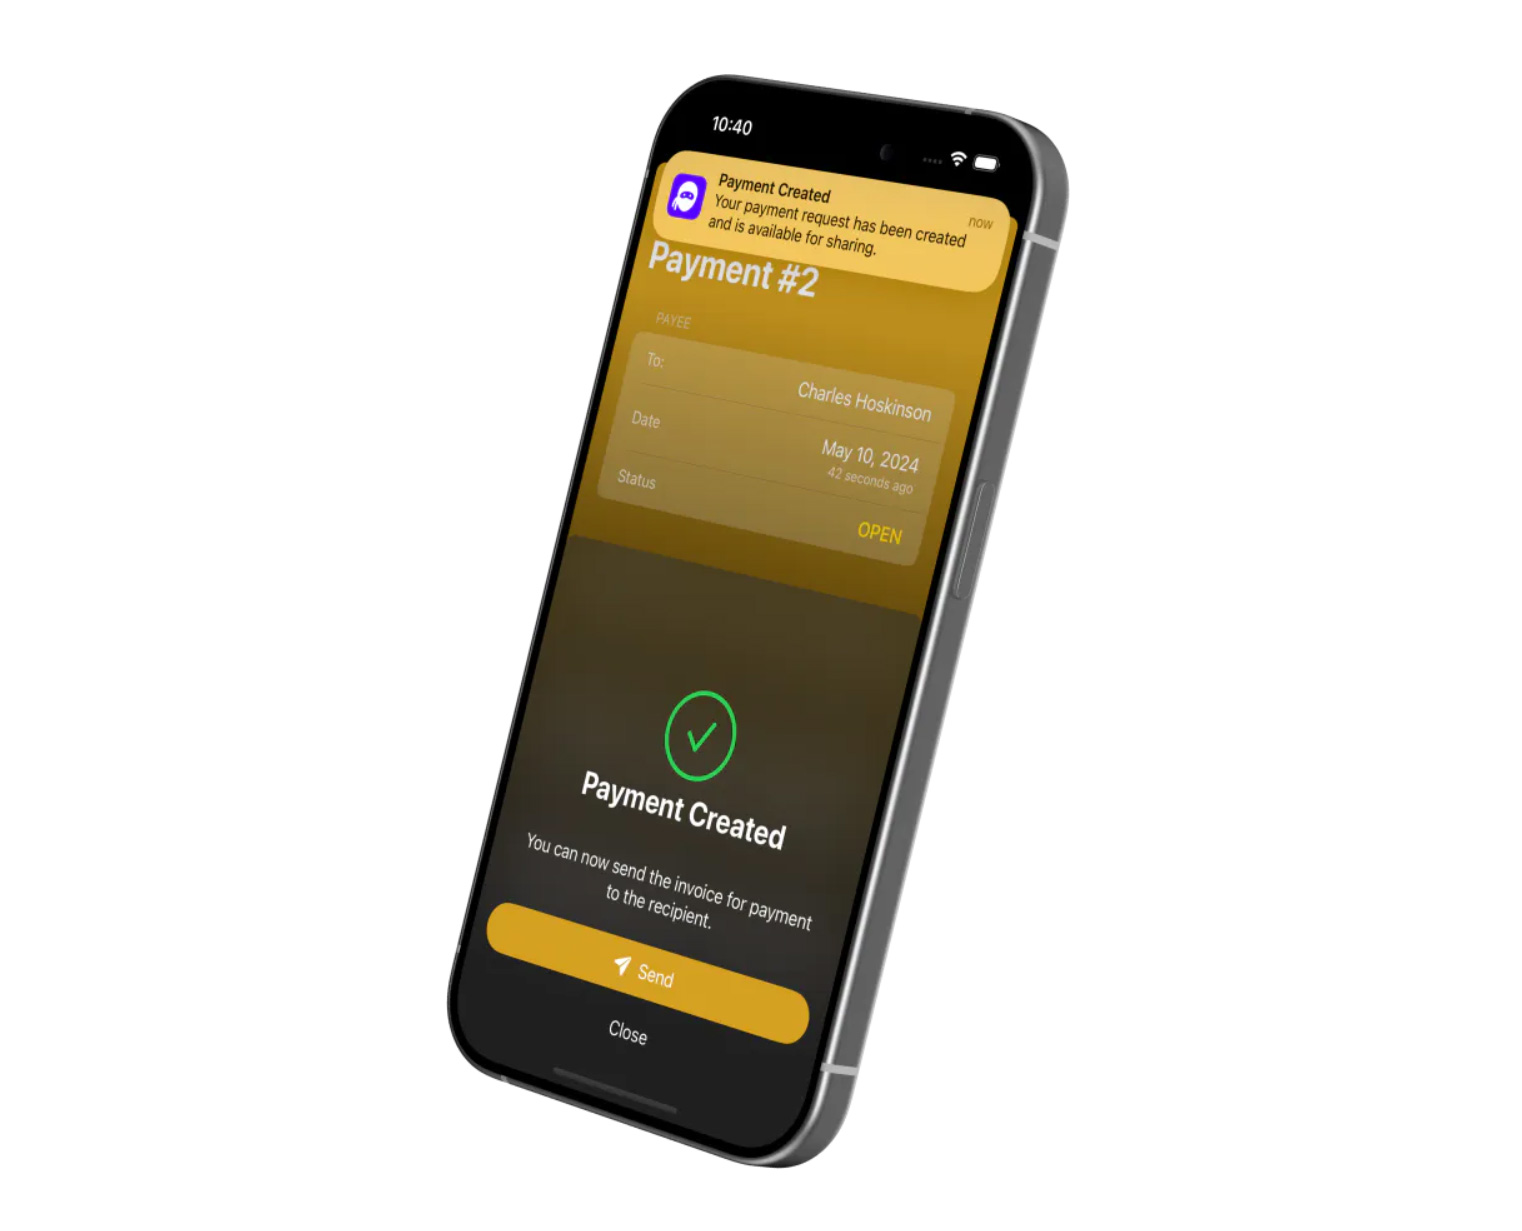 10:40
Payment Created
now
Your payment request has been created
and is available for sharing.
Payment #2
PAYEE
To:
Charles Hoskinson
Date
May 10, 2024
42 seconds ago
Status
OPEN
Payment Created
You can now send the invoice for payment
to the recipient.
Send
Close